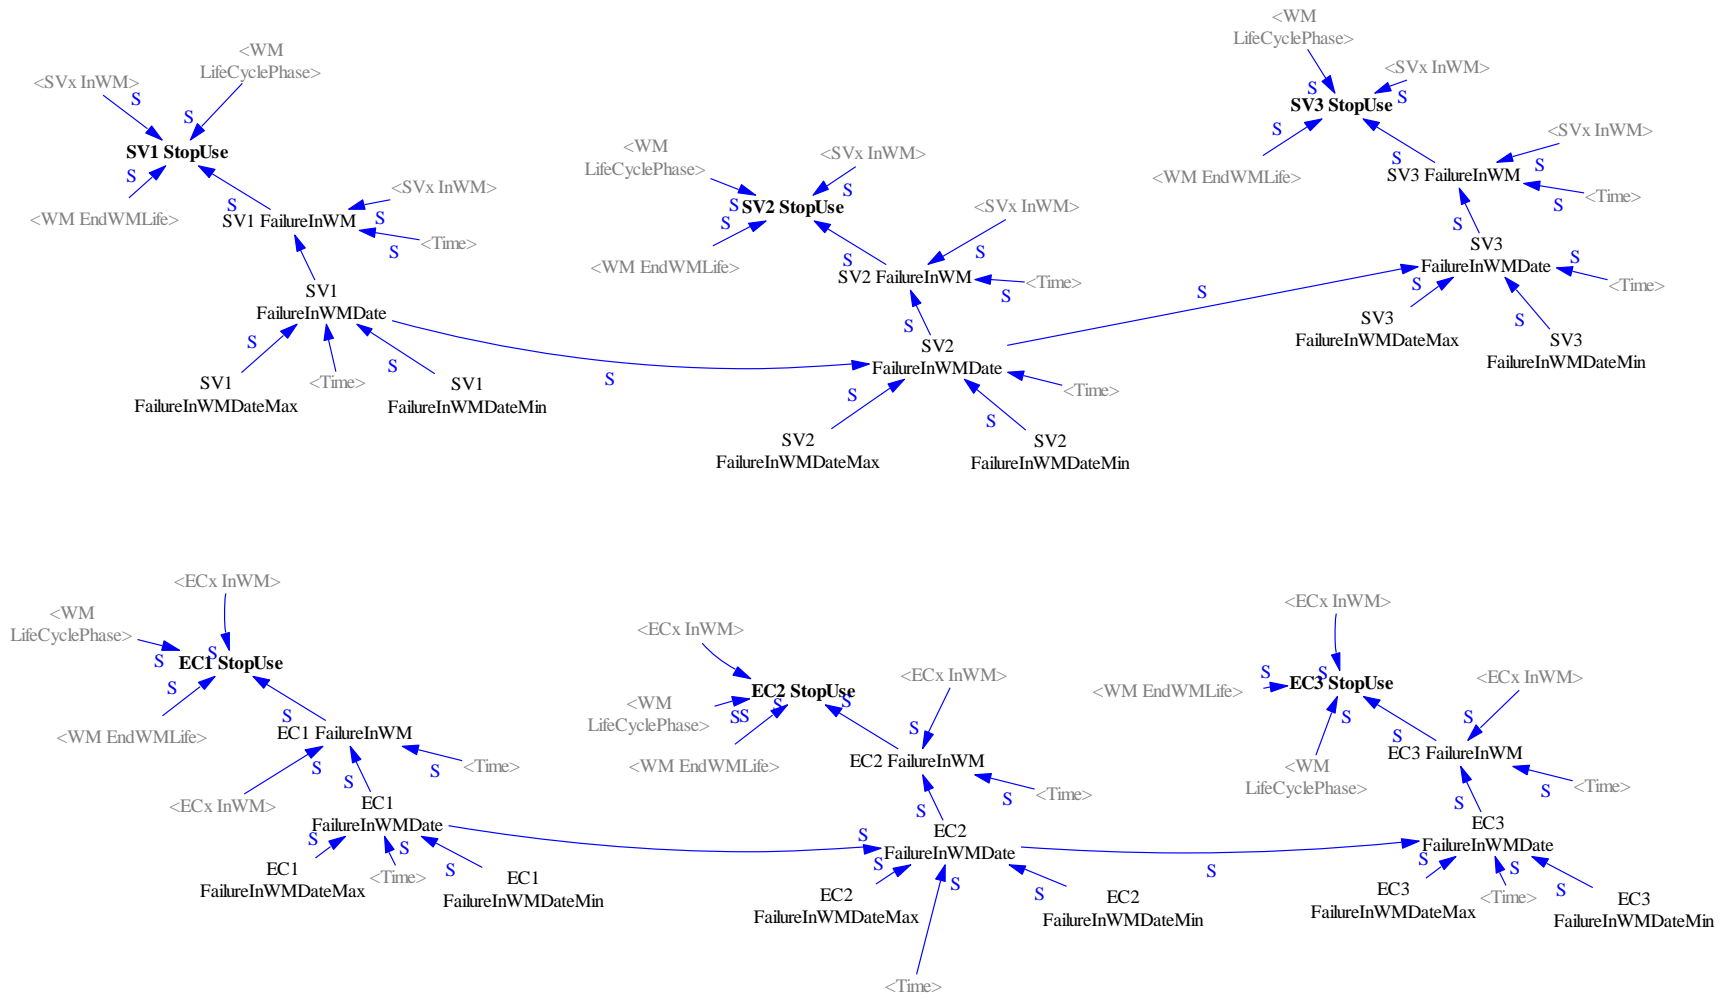 <WM
LifeCyclePhase>
<SVx InWM>
S
S
SV1 StopUse
S
<WM EndWMLife>
S
SV1 FailureInWM
<SVx InWM>
S
<Time>
S
SV1
FailureInWMDate
S
SV1
FailureInWMDateMax
<Time>
S
SV1
FailureInWMDateMin
S
<WM
LifeCyclePhase>
<SVx InWM>
S
S
SV2 StopUse
S
<WM EndWMLife>
S
SV2 FailureInWM
<SVx InWM>
S
<Time>
S
S
SV2
FailureInWMDate
<Time>
S
SV2
FailureInWMDateMax
S
SV2
FailureInWMDateMin
S
<WM
LifeCyclePhase>
<SVx InWM>
S
S
SV3 StopUse
S
<WM EndWMLife>
S
SV3 FailureInWM
<SVx InWM>
S
<Time>
S
S
SV3
FailureInWMDate
S
<Time>
S
SV3
FailureInWMDateMax
S
SV3
FailureInWMDateMin
<ECx InWM>
<WM
LifeCyclePhase>
S
S
EC1 StopUse
S
<WM EndWMLife>
S
EC1 FailureInWM
S
<ECx InWM>
S
<Time>
S
EC1
FailureInWMDate
S
EC1
FailureInWMDateMax
S
<Time>
S
EC1
FailureInWMDateMin
S
<ECx InWM>
EC2 StopUse
<WM
LifeCyclePhase>
SS
S
S
<WM EndWMLife>
<ECx InWM>
S
EC2 FailureInWM
S
<Time>
S
EC2
FailureInWMDate
S
EC2
FailureInWMDateMax
S
<Time>
S
EC2
FailureInWMDateMin
S
<ECx InWM>
S
S
EC3 StopUse
<WM EndWMLife>
S
<WM
LifeCyclePhase>
S
<ECx InWM>
S
EC3 FailureInWM
S
<Time>
S
EC3
FailureInWMDate
S
EC3
FailureInWMDateMax
S
<Time>
S
EC3
FailureInWMDateMin